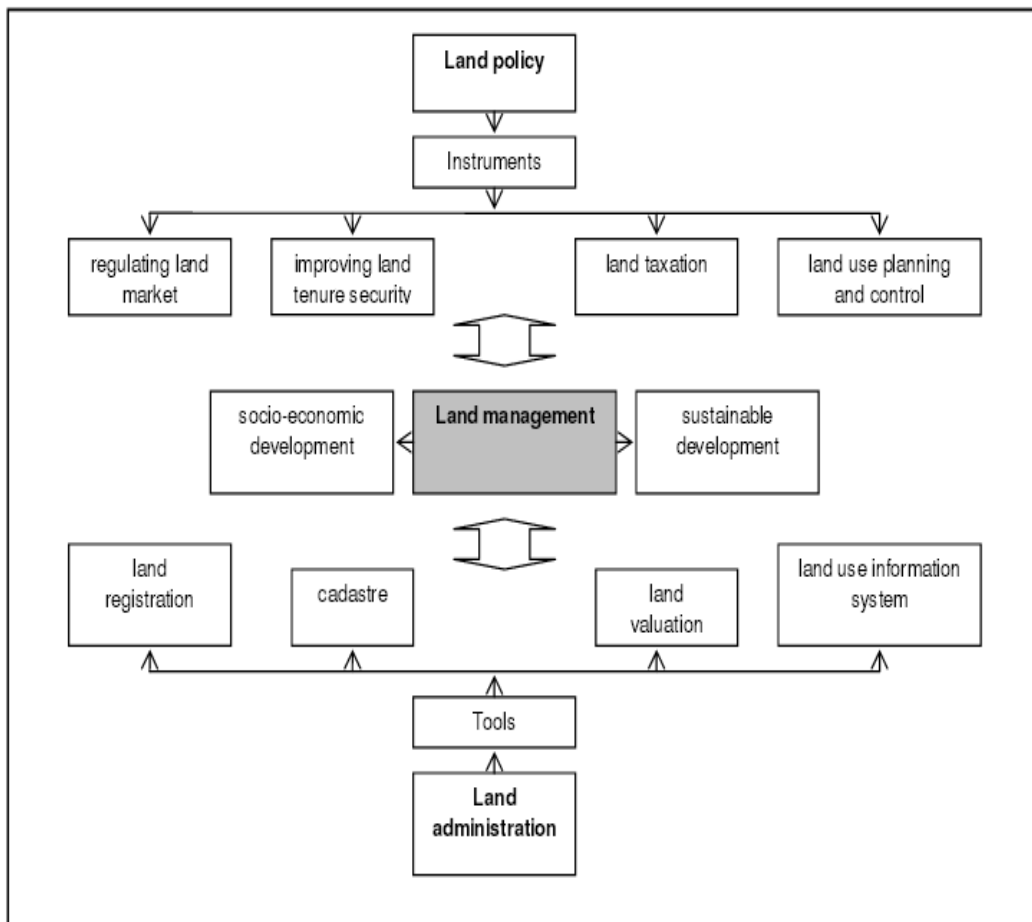 Land policy
Instruments
regulating land
market
improving land
tenure security
land taxation
land use planning
and control
socio-economic
development
Land management
sustainable
development
land
registration
cadastre
land
valuation
land use information
system
Tools
Land
administration